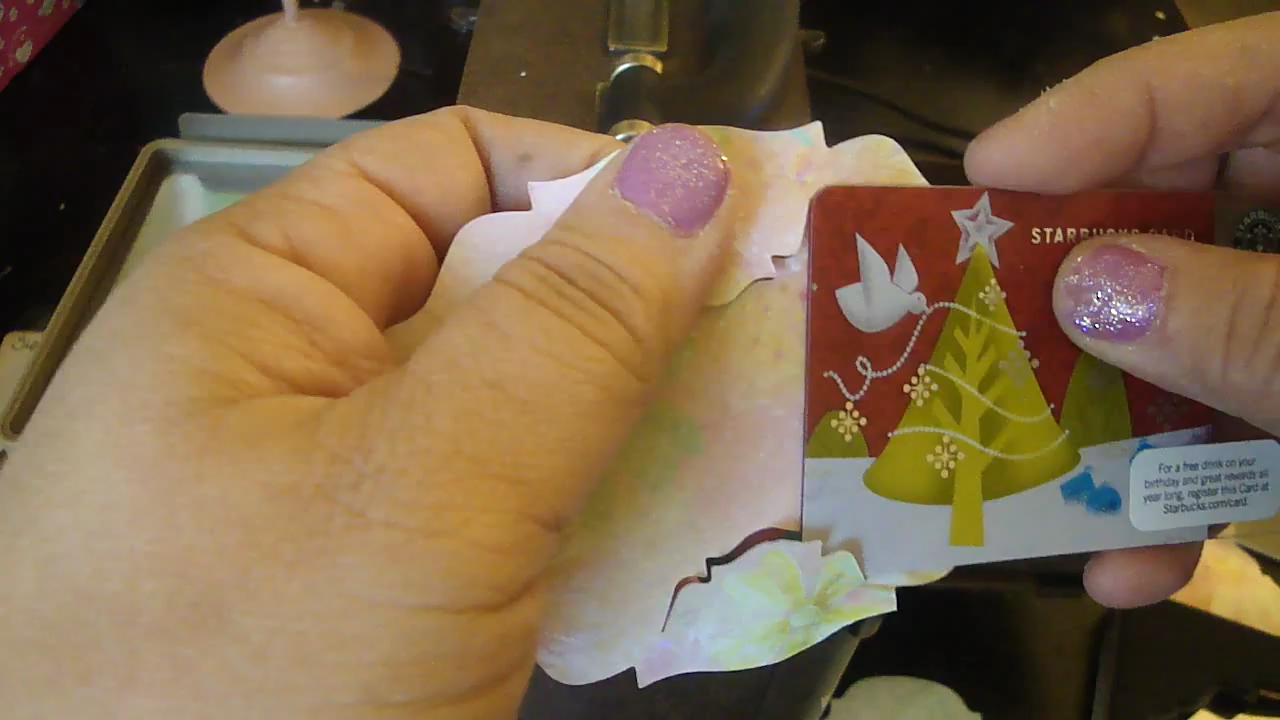 STARBUCKS CARD
For a free drink on your
birthday and great rewards all
year long, register this Card at
Starbucks.com/card.